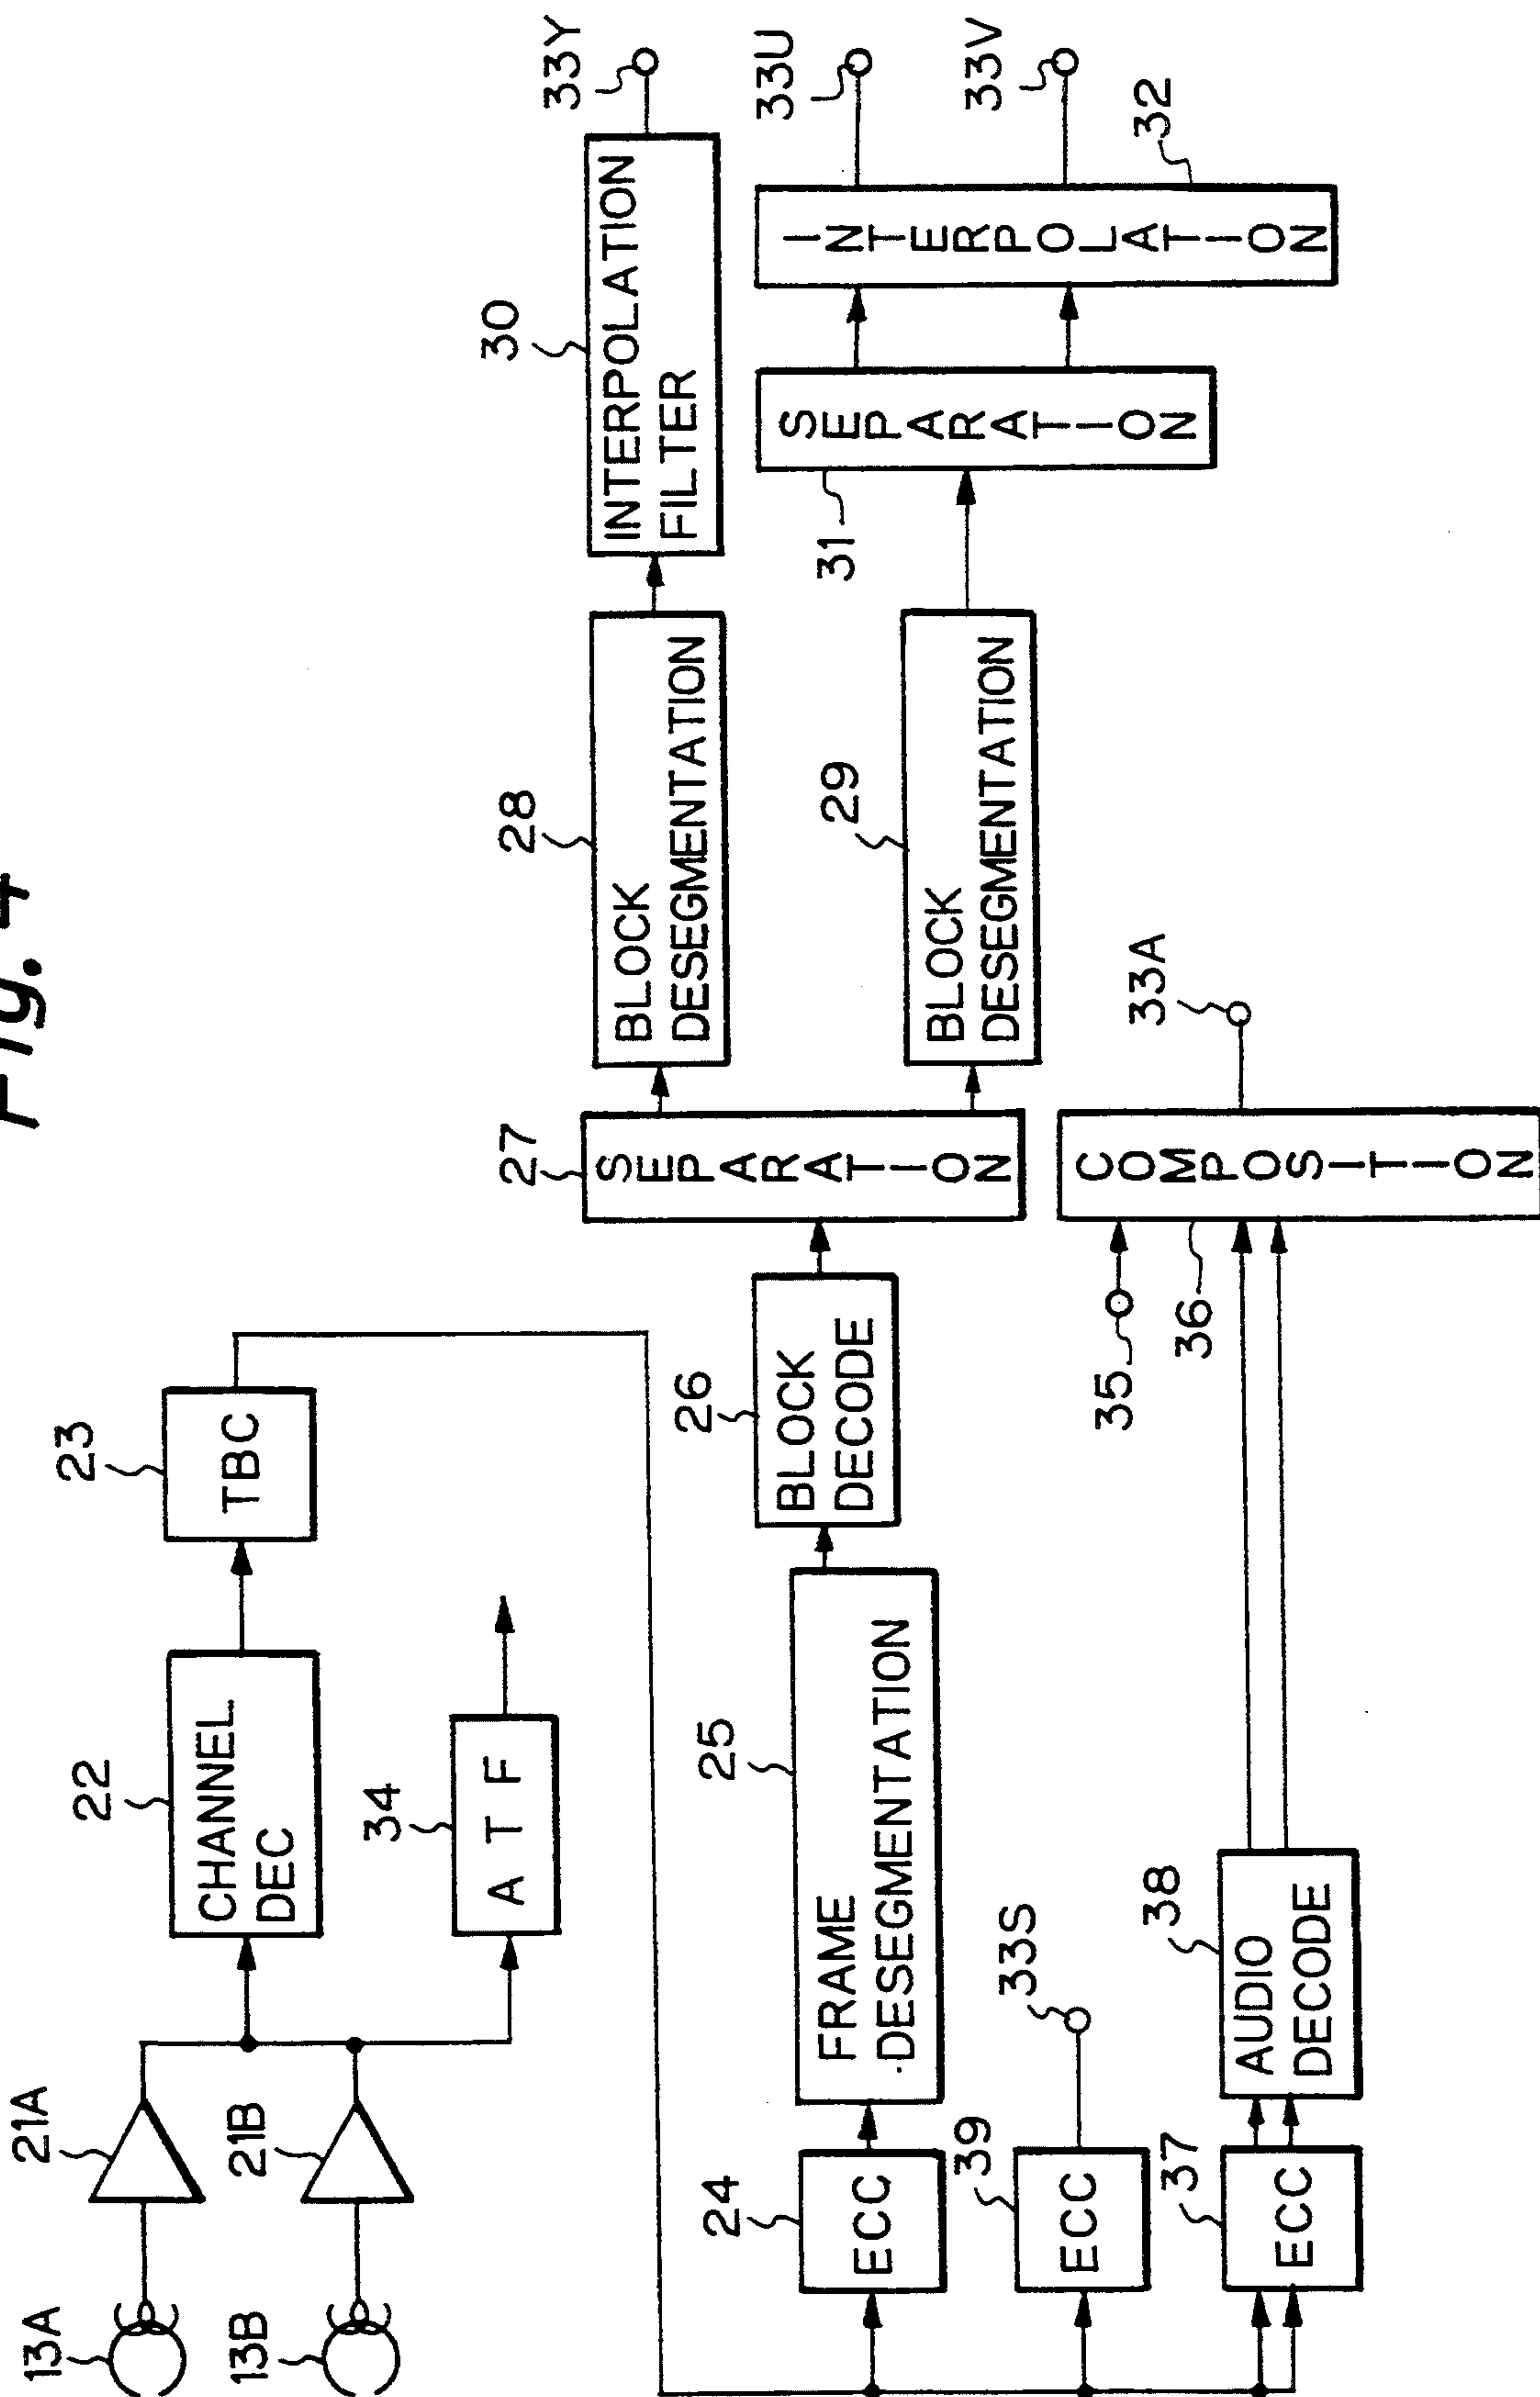 Fig. 4
13A
21A
13B
21B
22
CHANNEL
DEC
23
TBC
34
A T F
24
ECC
25
FRAME
DESEGMENTATION
26
BLOCK
DECODE
27
SEPARATION
28
BLOCK
DESEGMENTATION
30
INTERPOLATION
FILTER
33Y
29
BLOCK
DESEGMENTATION
31
SEPARATION
32
INTERPOLATION
33U
33V
39
ECC
33S
37
ECC
38
AUDIO
DECODE
35
36
COMPOSITION
33A